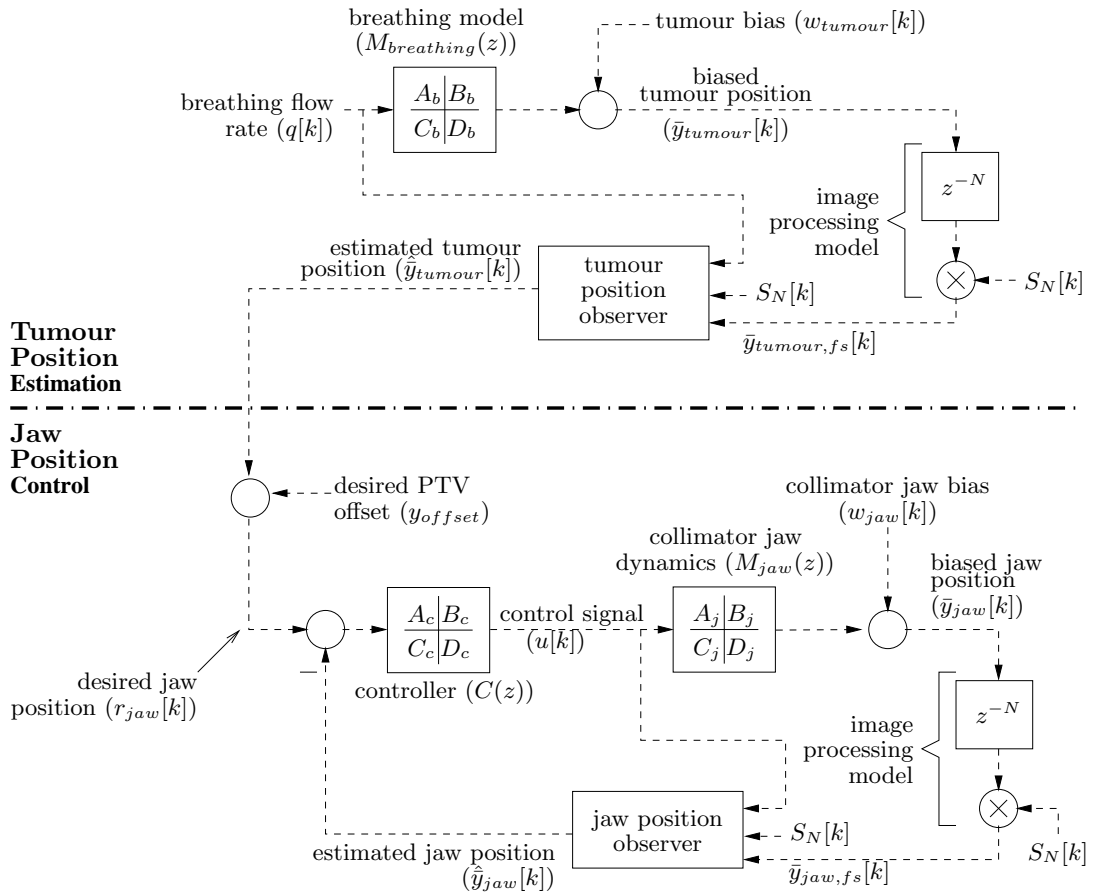 breathing model
(M_{breathing}(z))
tumour bias (w_{tumour}[k])
breathing flow
rate (q[k])
A_b B_b
C_b D_b
biased
tumour position
(ȳ_{tumour}[k])
z^{-N}
image
processing
model
S_N[k]
estimated tumour
position (\hat{ȳ}_{tumour}[k])
tumour
position
observer
S_N[k]
ȳ_{tumour,fs}[k]
Tumour
Position
Estimation
Jaw
Position
Control
desired PTV
offset (y_{offset})
collimator jaw bias
(w_{jaw}[k])
collimator jaw
dynamics (M_{jaw}(z))
biased jaw
position
(ȳ_{jaw}[k])
A_c B_c
C_c D_c
control signal
(u[k])
A_j B_j
C_j D_j
−
controller (C(z))
desired jaw
position (r_{jaw}[k])
z^{-N}
image
processing
model
S_N[k]
jaw position
observer
S_N[k]
ȳ_{jaw,fs}[k]
estimated jaw position
(\hat{ȳ}_{jaw}[k])